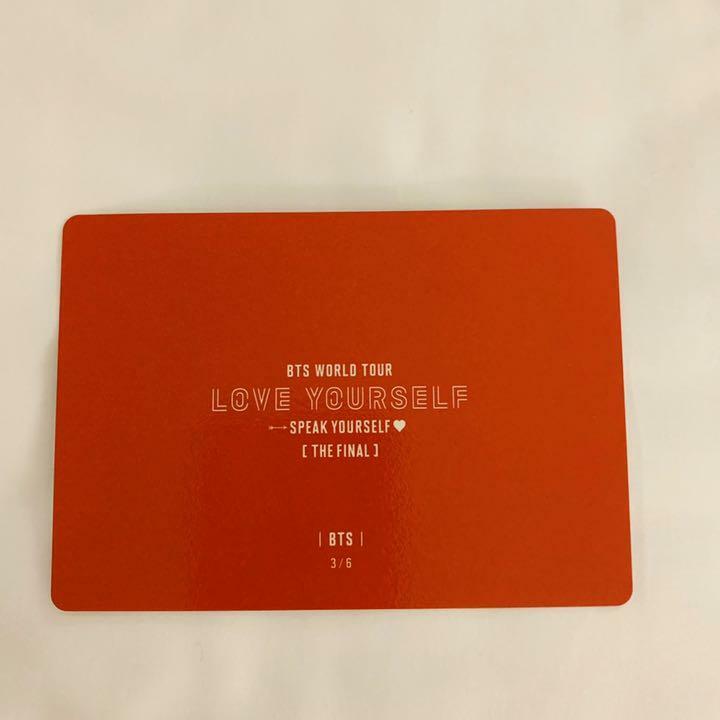 BTS WORLD TOUR
LOVE YOURSELF
SPEAK YOURSELF♥
[ THE FINAL ]
| BTS |
3/6